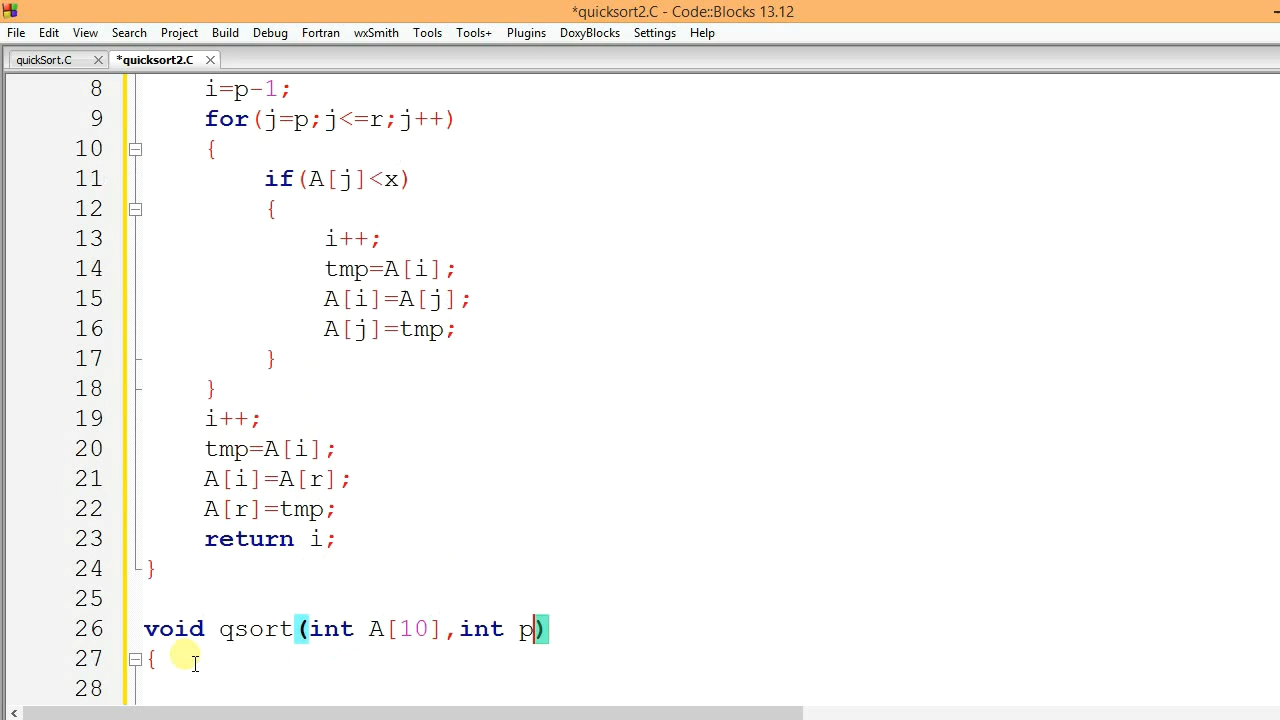 *quicksort2.C - Code::Blocks 13.12
File Edit View Search Project Build Debug Fortran wxSmith Tools Tools+ Plugins DoxyBlocks Settings Help
quickSort.C *quicksort2.C
8 i=p-1;
9 for(j=p;j<=r;j++)
10 {
11 if(A[j]<x)
12 {
13 i++;
14 tmp=A[i];
15 A[i]=A[j];
16 A[j]=tmp;
17 }
18 }
19 i++;
20 tmp=A[i];
21 A[i]=A[r];
22 A[r]=tmp;
23 return i;
24 }
25
26 void qsort(int A[10],int p)
27 {
28